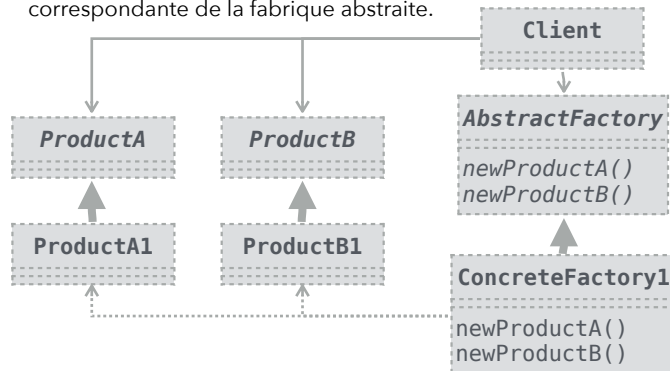 correspondante de la fabrique abstraite.
Client
ProductA
ProductB
AbstractFactory
newProductA()
newProductB()
ProductA1
ProductB1
ConcreteFactory1
newProductA()
newProductB()